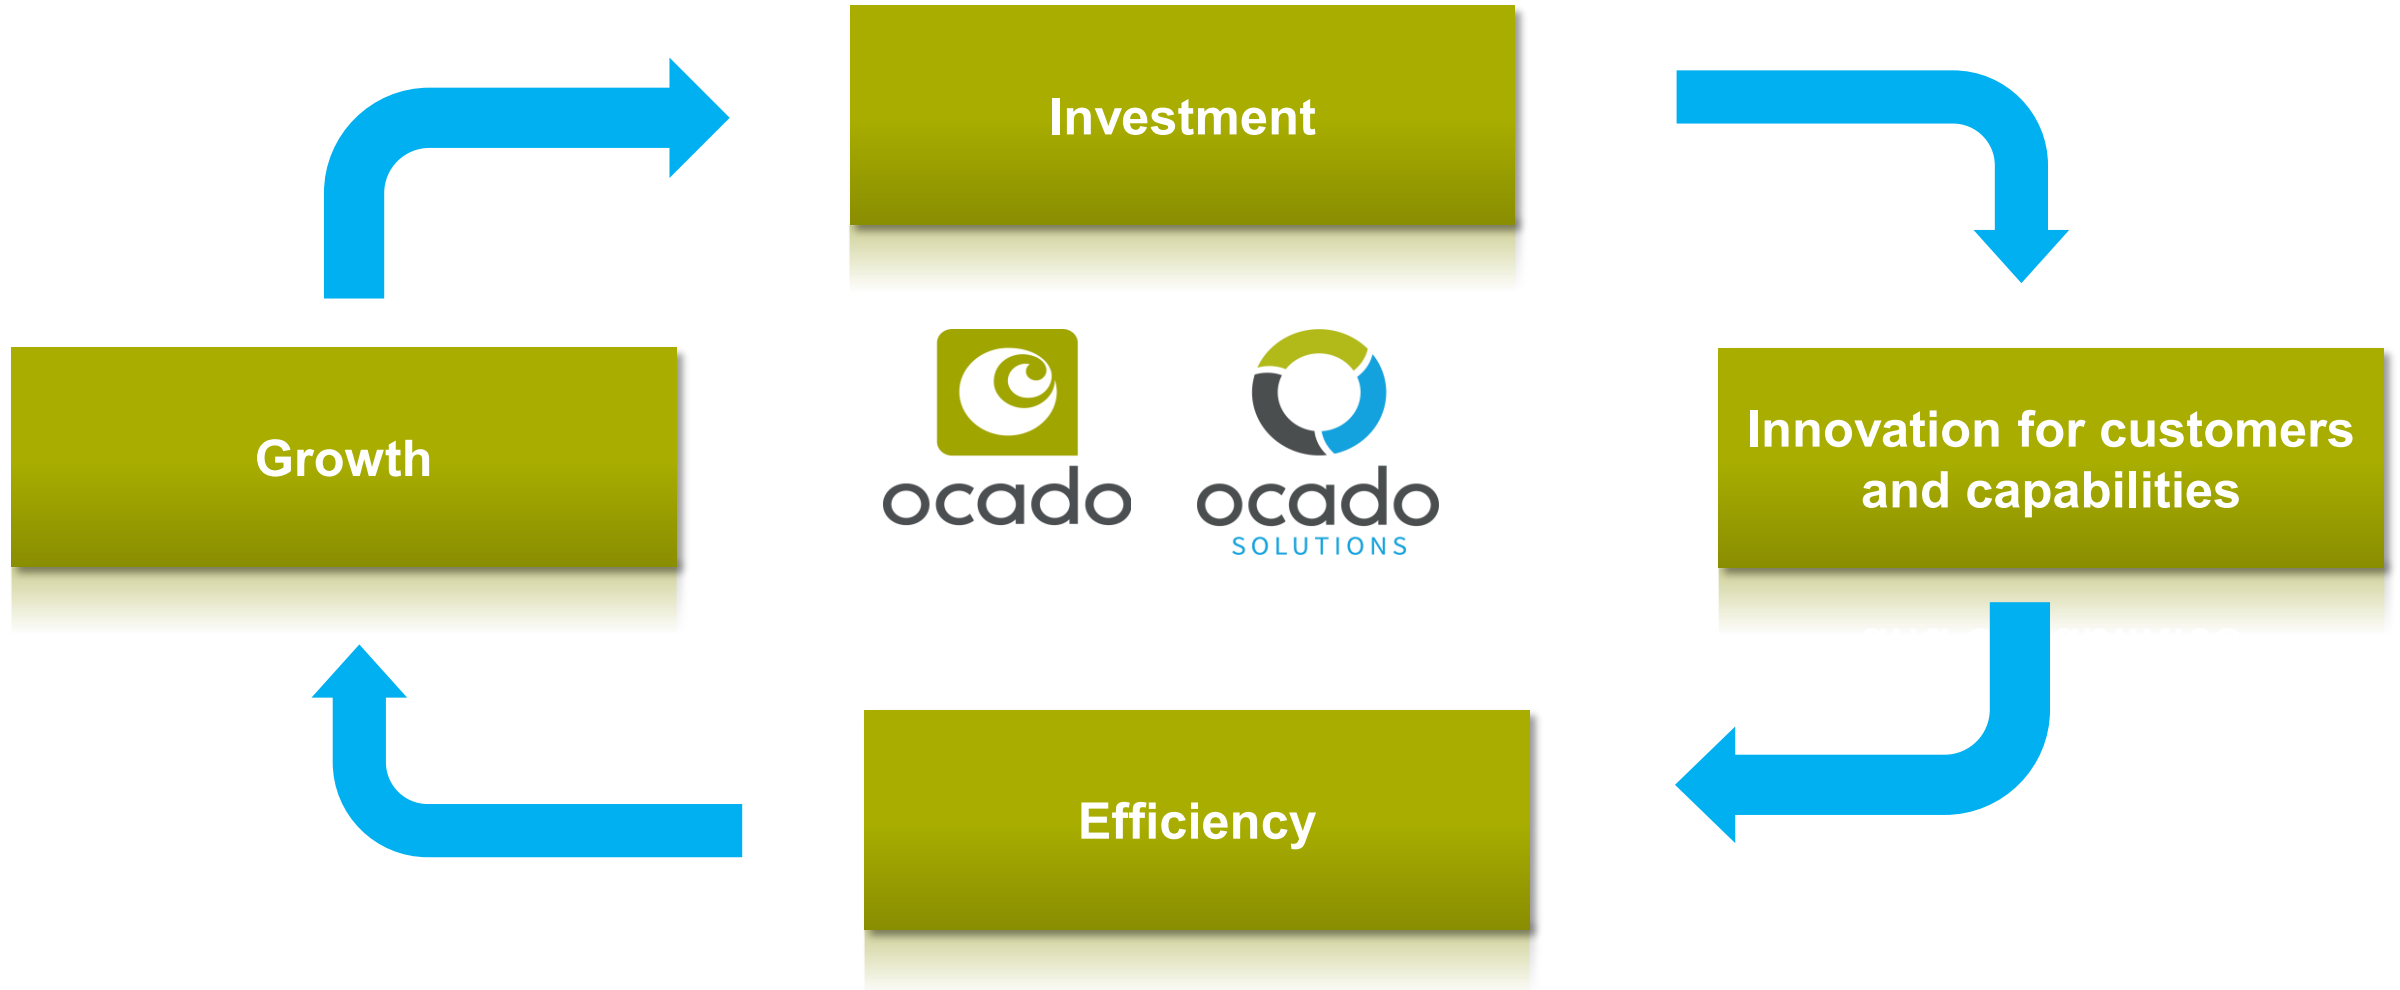 Investment
Growth
Innovation for customers
and capabilities
ocado
ocado
SOLUTIONS
Efficiency